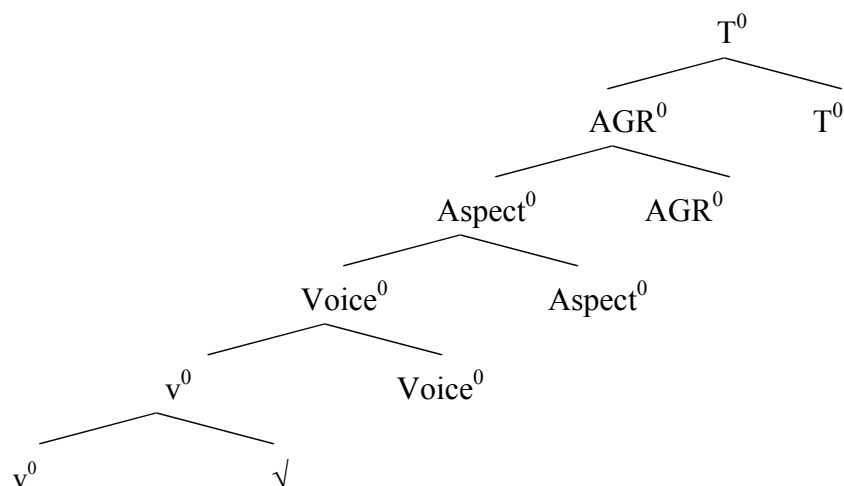 T⁰
AGR⁰ T⁰
Aspect⁰ AGR⁰
Voice⁰ Aspect⁰
v⁰ Voice⁰
v⁰ √